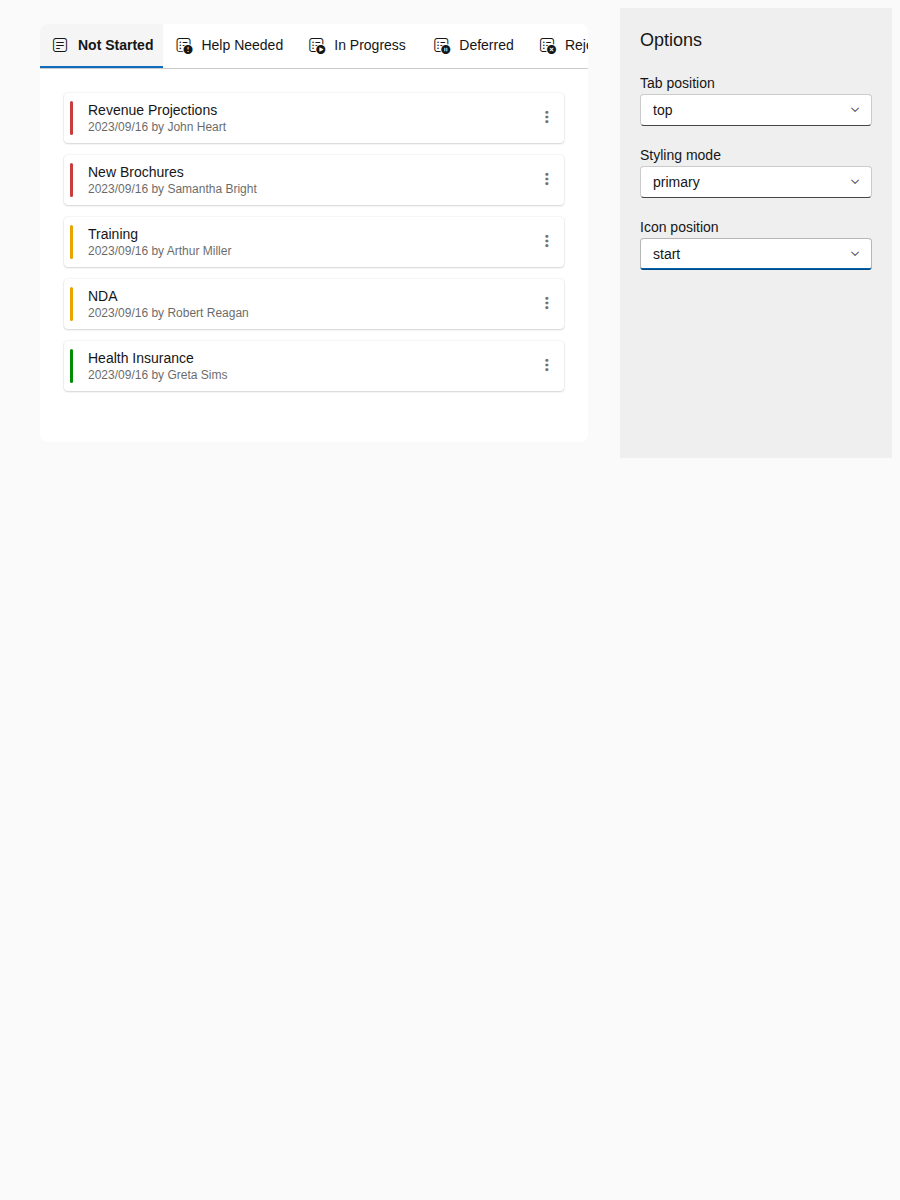 Not Started
Help Needed
In Progress
Deferred
Options
Tab position
top
Styling mode
primary
Icon position
start
Revenue Projections
2023/09/16 by John Heart
New Brochures
2023/09/16 by Samantha Bright
Training
2023/09/16 by Arthur Miller
NDA
2023/09/16 by Robert Reagan
Health Insurance
2023/09/16 by Greta Sims